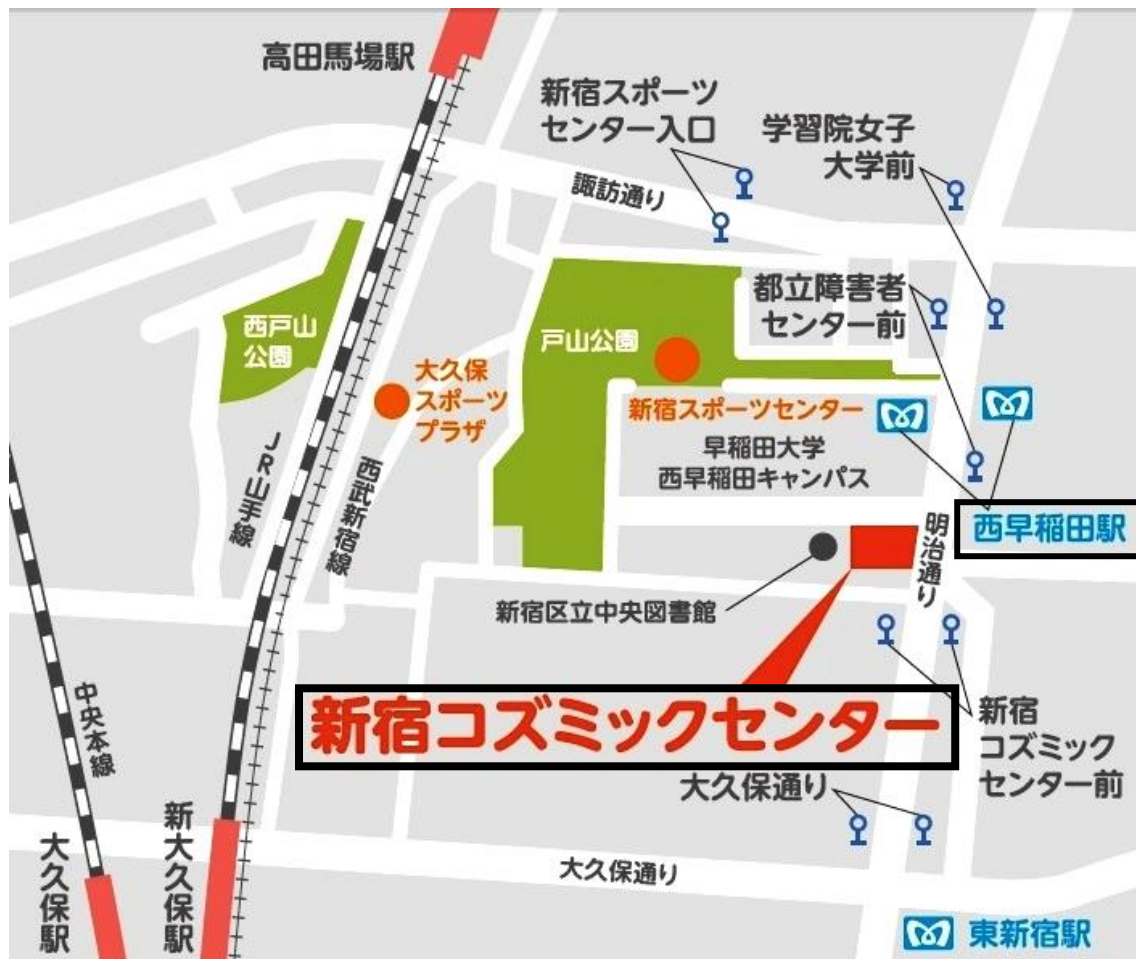 高田馬場駅
新宿スポーツ
センター入口
学習院女子
大学前
諏訪通り
都立障害者
センター前
西戸山
公園
戸山公園
大久保
スポーツ
プラザ
新宿スポーツセンター
早稲田大学
西早稲田キャンパス
JR山手線
西武新宿線
西早稲田駅
明治通り
新宿区立中央図書館
新宿コズミックセンター
新宿
コズミック
センター前
中央本線
大久保通り
新大久保駅
大久保駅
大久保通り
東新宿駅